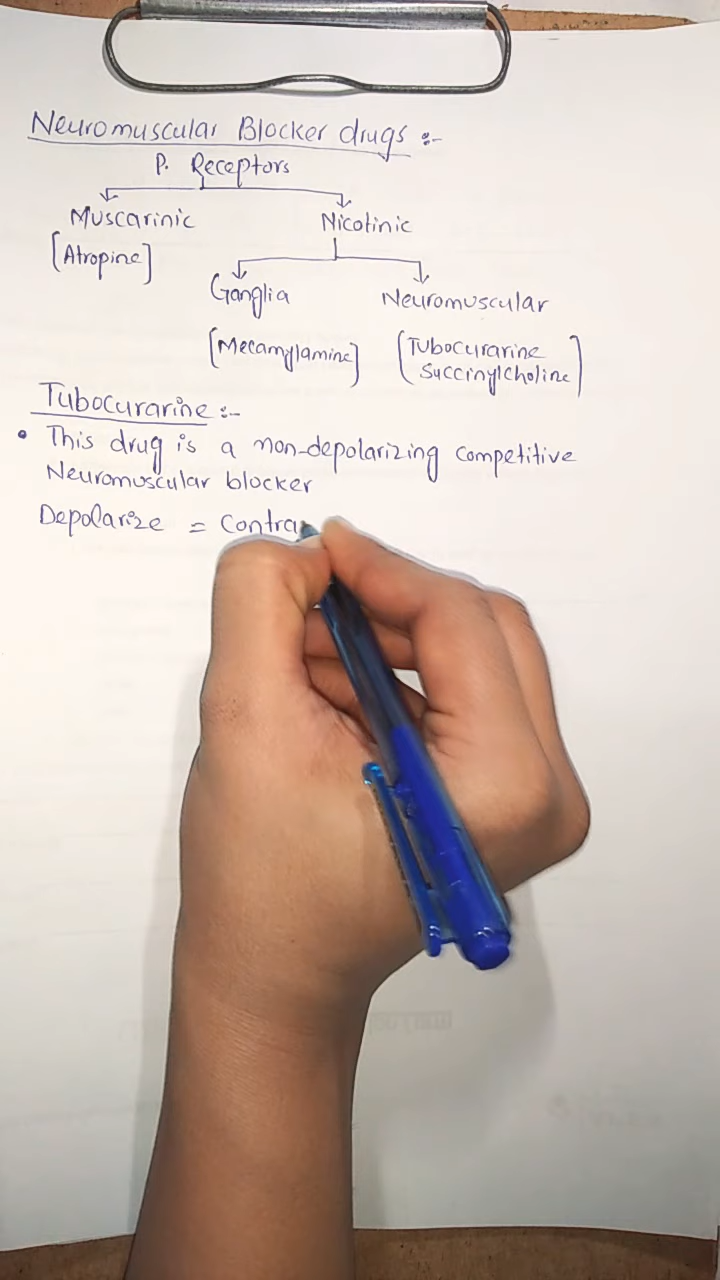 Neuromuscular Blocker drugs :-
P. Receptors
Muscarinic Nicotinic
[Atropine]
Ganglia Neuromuscular
[Mecamylamine] [Tubocurarine
Succinylcholine]
Tubocurarine :-
• This drug is a non-depolarizing competitive
Neuromuscular blocker
Depolarize = Contra